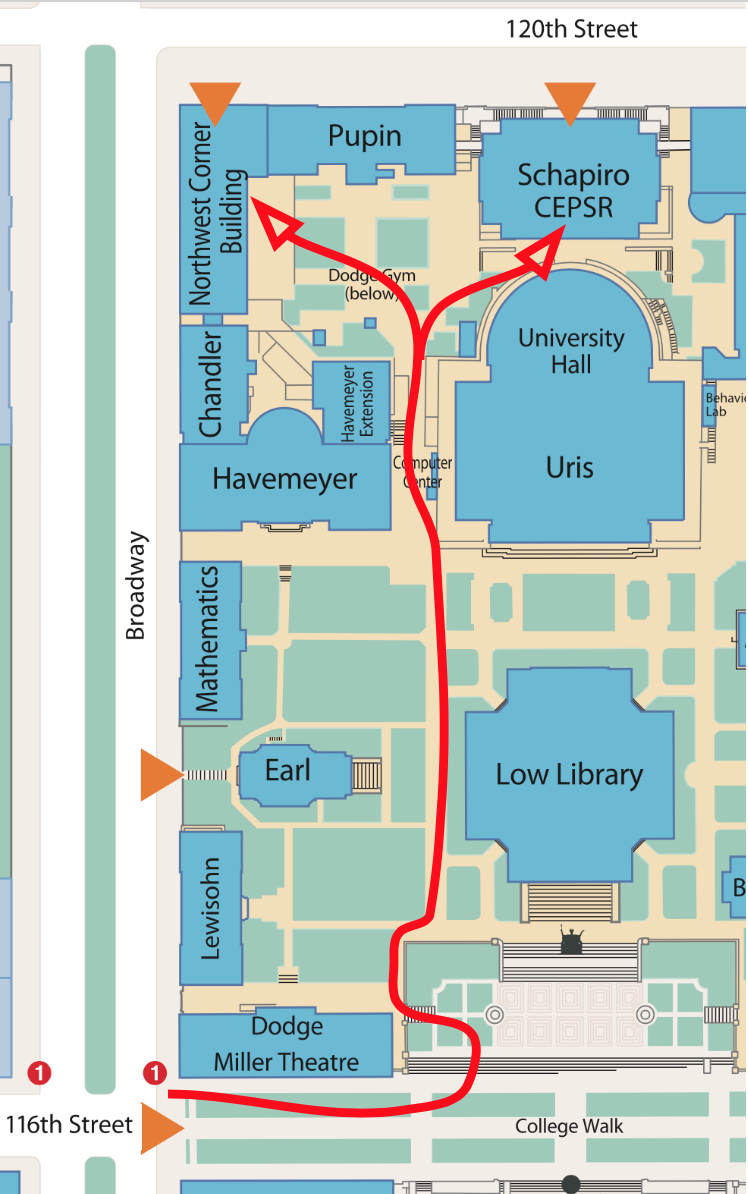 120th Street
Northwest Corner
Building
Pupin
Schapiro
CEPSR
Dodge Gym
(below)
University
Hall
Chandler
Havemeyer
Extension
Behavio
Lab
Computer
Center
Havemeyer
Uris
Broadway
Mathematics
Earl
Low Library
Lewisohn
B
Dodge
Miller Theatre
1
1
116th Street
College Walk